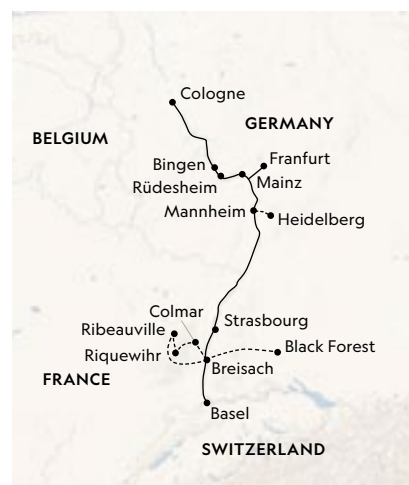 Cologne
BELGIUM
GERMANY
Bingen
Franfurt
Rüdesheim
Mainz
Mannheim
Heidelberg
Colmar
Ribeauville
Strasbourg
Riquewihr
Black Forest
Breisach
FRANCE
Basel
SWITZERLAND